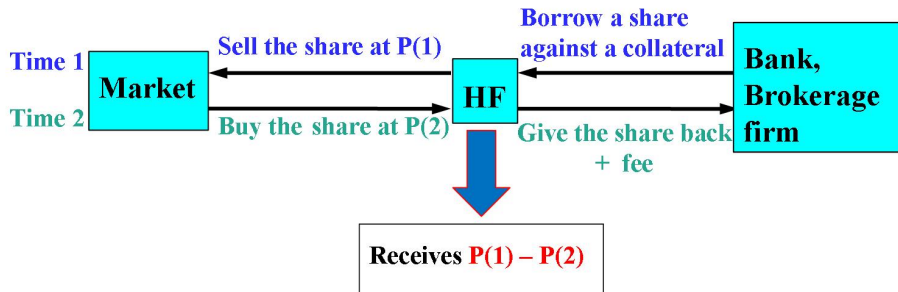 Borrow a share
against a collateral
Sell the share at P(1)
Time 1
Market
HF
Bank,
Brokerage
firm
Time 2
Buy the share at P(2)
Give the share back
+ fee
Receives P(1) – P(2)